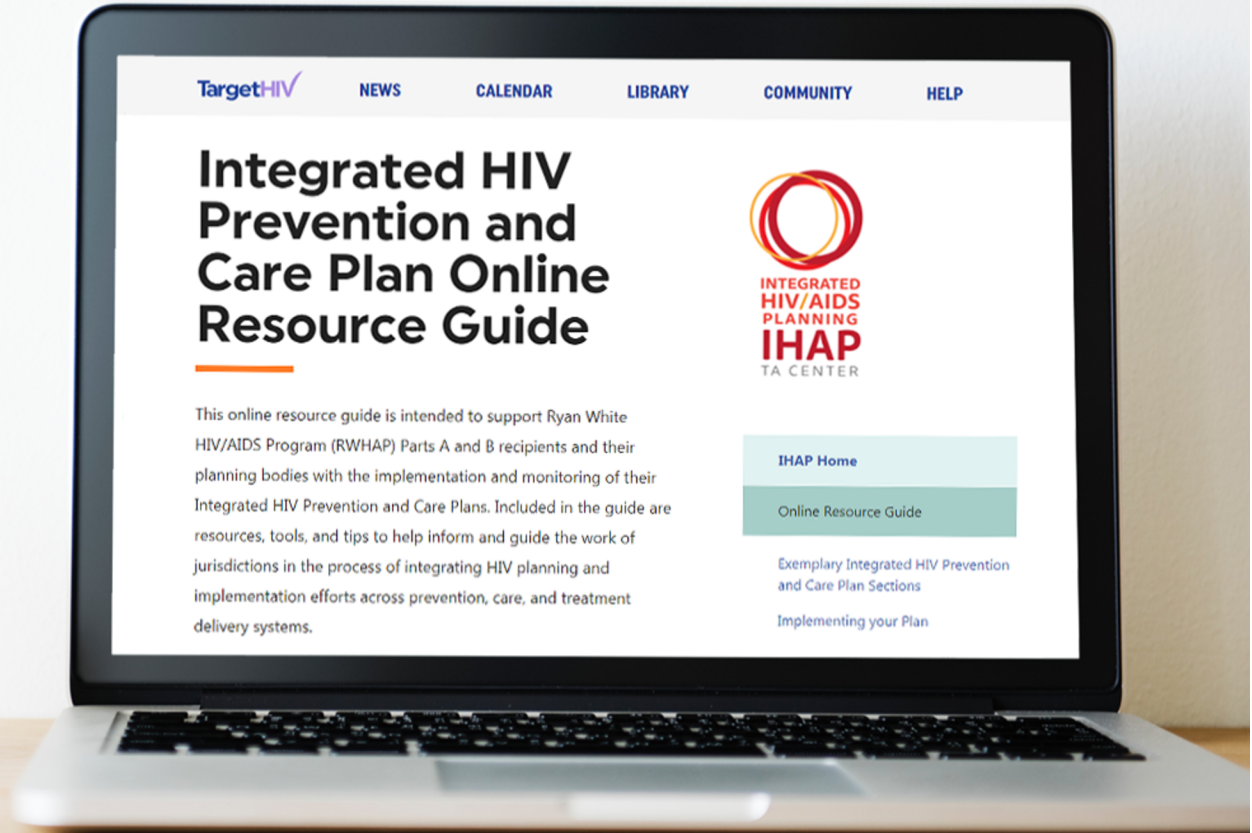 TargetHIV
NEWS
CALENDAR
LIBRARY
COMMUNITY
HELP
Integrated HIV
Prevention and
Care Plan Online
Resource Guide
This online resource guide is intended to support Ryan White
HIV/AIDS Program (RWHAP) Parts A and B recipients and their
planning bodies with the implementation and monitoring of their
Integrated HIV Prevention and Care Plans. Included in the guide are
resources, tools, and tips to help inform and guide the work of
jurisdictions in the process of integrating HIV planning and
implementation efforts across prevention, care, and treatment
delivery systems.
INTEGRATED
HIV/AIDS
PLANNING
IHAP
TA CENTER
IHAP Home
Online Resource Guide
Exemplary Integrated HIV Prevention
and Care Plan Sections
Implementing your Plan